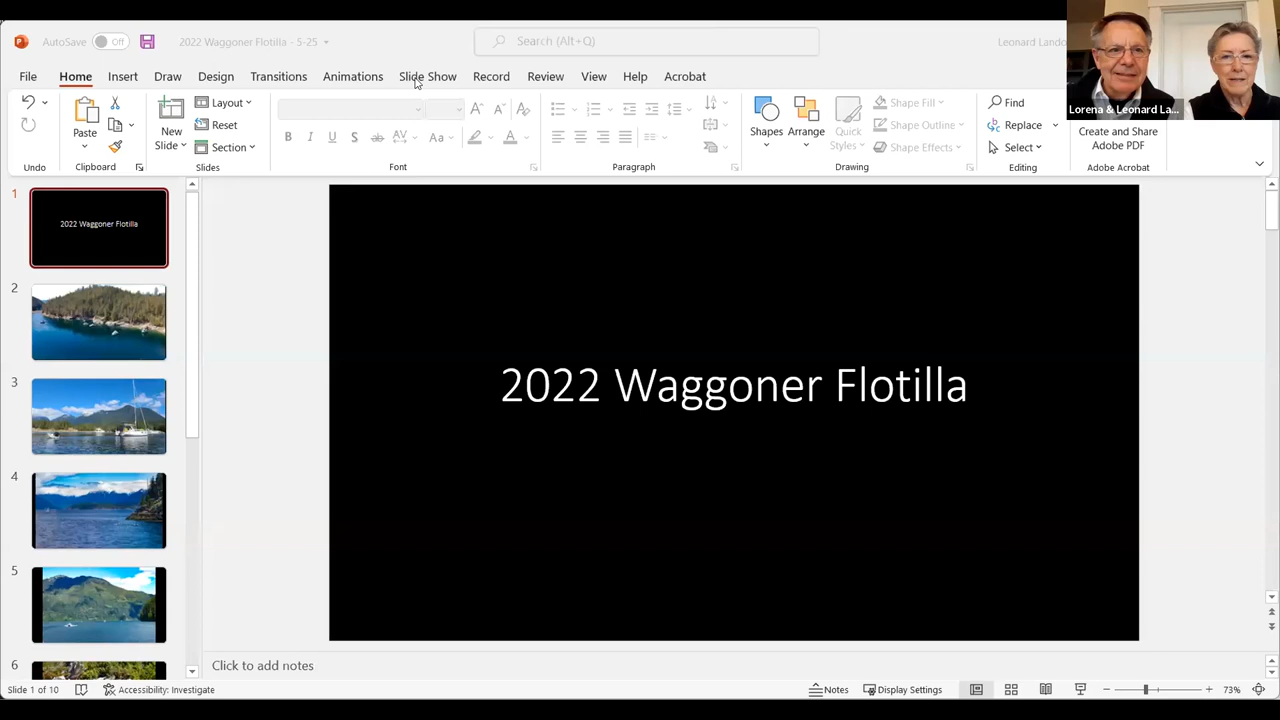 AutoSave Off 2022 Waggoner Flotilla - 5-25 Search (Alt+Q) Leonard Lando
File Home Insert Draw Design Transitions Animations Slide Show Record Review View Help Acrobat
Lorena & Leonard La...
Paste
New
Slide
Layout
Reset
Section
B I U S ab AV Aa A
Shapes
Arrange
Quick
Styles
Shape Fill
Shape Outline
Shape Effects
Find
Replace
Select
Create and Share
Adobe PDF
Undo Clipboard Slides Font Paragraph Drawing Editing Adobe Acrobat
1
2022 Waggoner Flotilla
2
3
4
5
6
2022 Waggoner Flotilla
Click to add notes
Slide 1 of 10 Accessibility: Investigate Notes Display Settings 73%